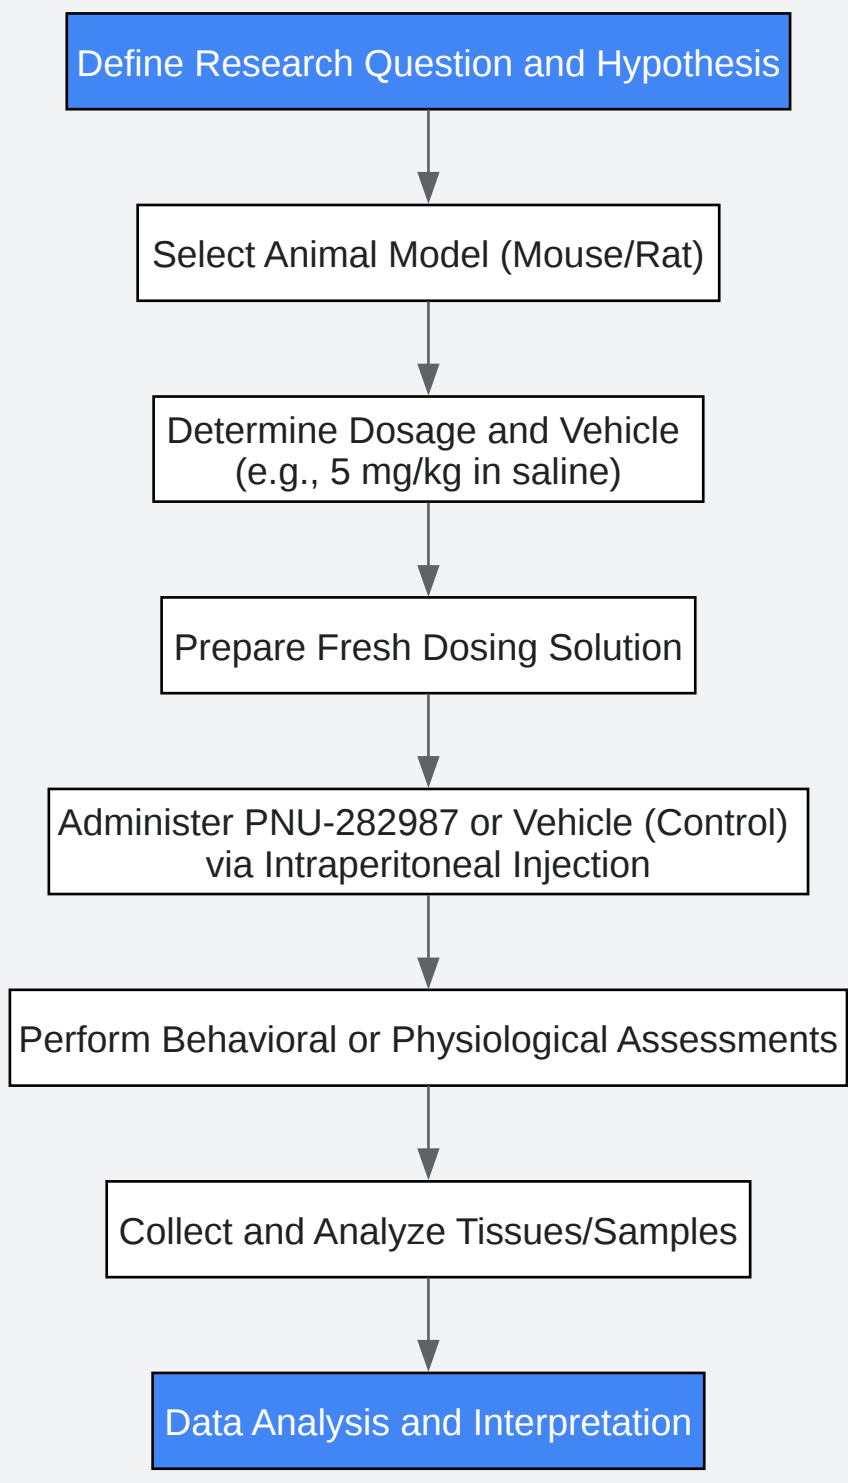 Define Research Question and Hypothesis
Select Animal Model (Mouse/Rat)
Determine Dosage and Vehicle
(e.g., 5 mg/kg in saline)
Prepare Fresh Dosing Solution
Administer PNU-282987 or Vehicle (Control)
via Intraperitoneal Injection
Perform Behavioral or Physiological Assessments
Collect and Analyze Tissues/Samples
Data Analysis and Interpretation